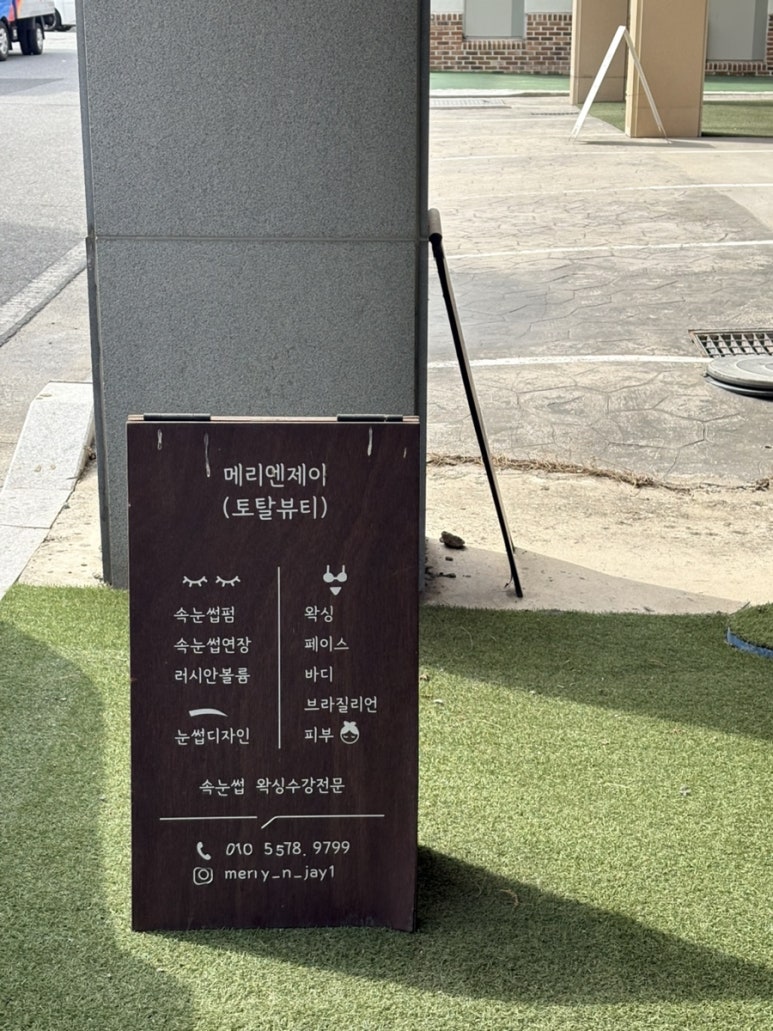 메리엔제이
(토탈뷰티)
속눈썹펌
속눈썹연장
러시안볼륨
눈썹디자인
왁싱
페이스
바디
브라질리언
피부
속눈썹 왁싱수강전문
010 5578. 9799
merry_n_jay1